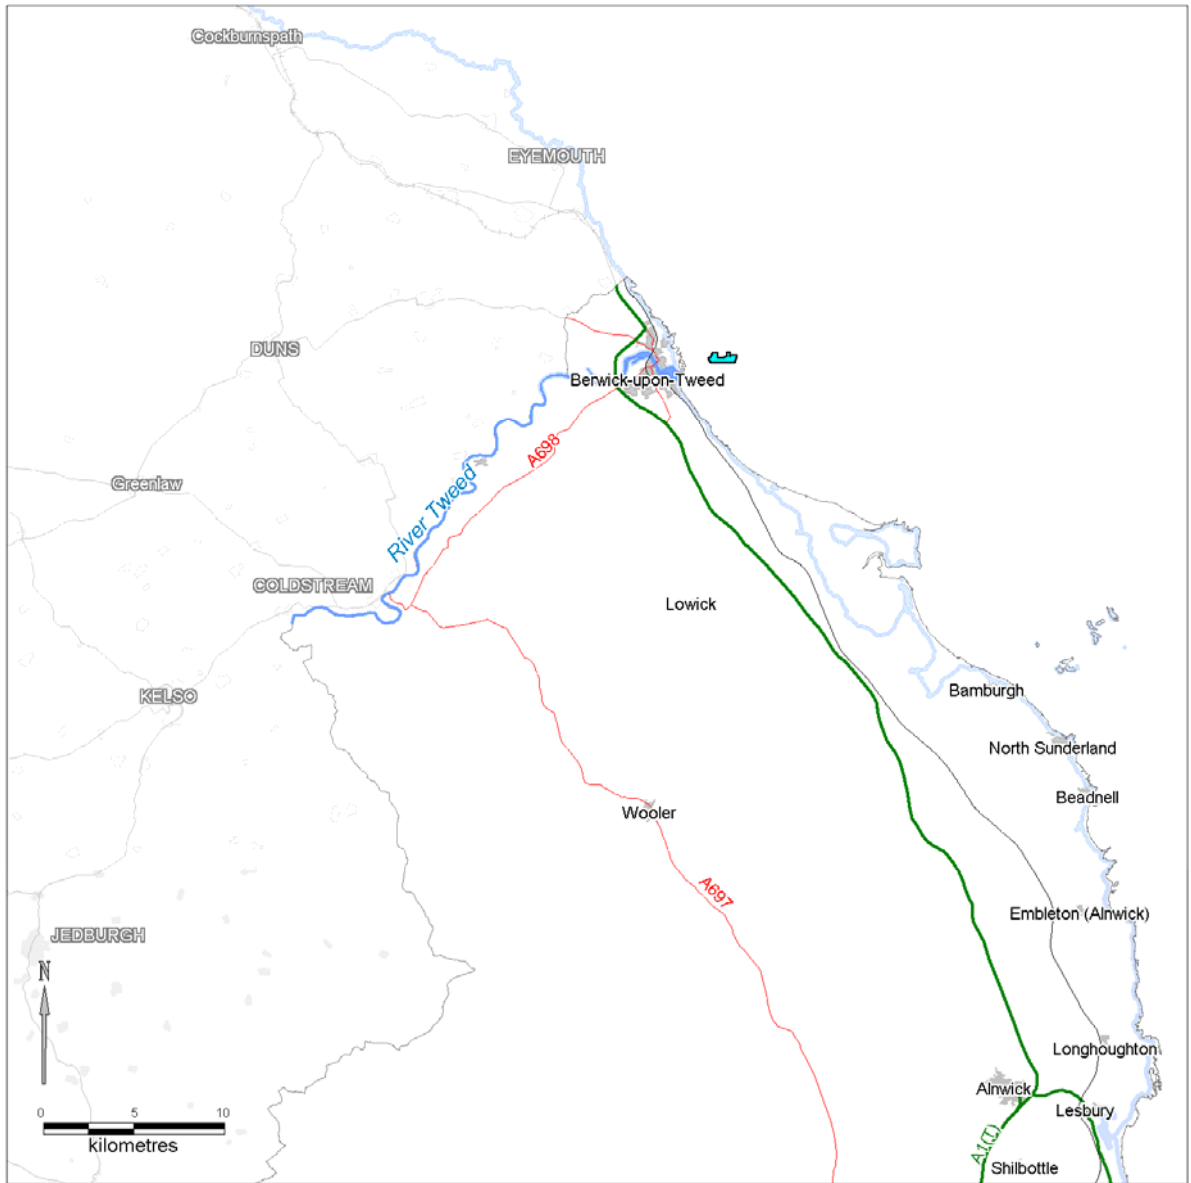 Cockburnspath
EYEMOUTH
DUNS
Berwick-upon-Tweed
A698
River Tweed
Greenlaw
COLDSTREAM
Lowick
KELSO
Bamburgh
North Sunderland
Beadnell
Wooler
A697
Embleton (Alnwick)
JEDBURGH
N
Longhoughton
Alnwick
Lesbury
0 5 10
kilometres
A1(T)
Shilbottle